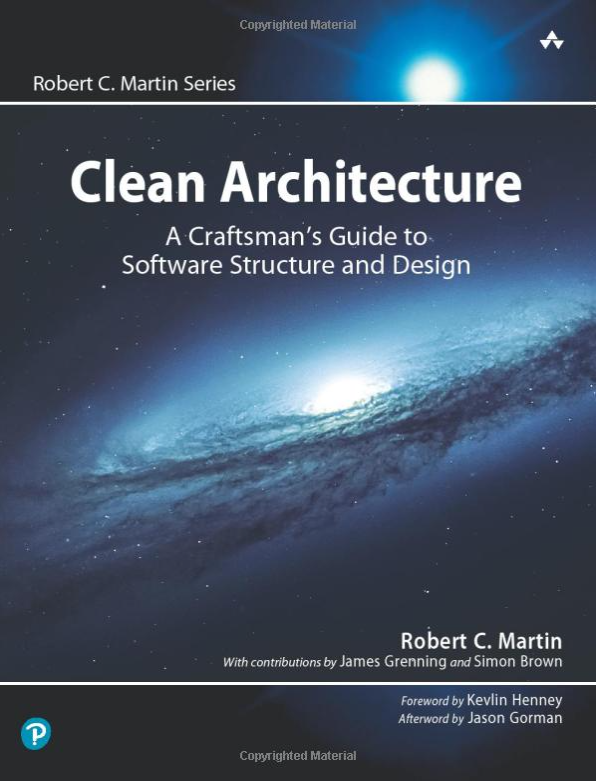 Copyrighted Material
Robert C. Martin Series
Clean Architecture
A Craftsman's Guide to
Software Structure and Design
Robert C. Martin
With contributions by James Grenning and Simon Brown
Foreword by Kevlin Henney
Afterword by Jason Gorman
Copyrighted Material